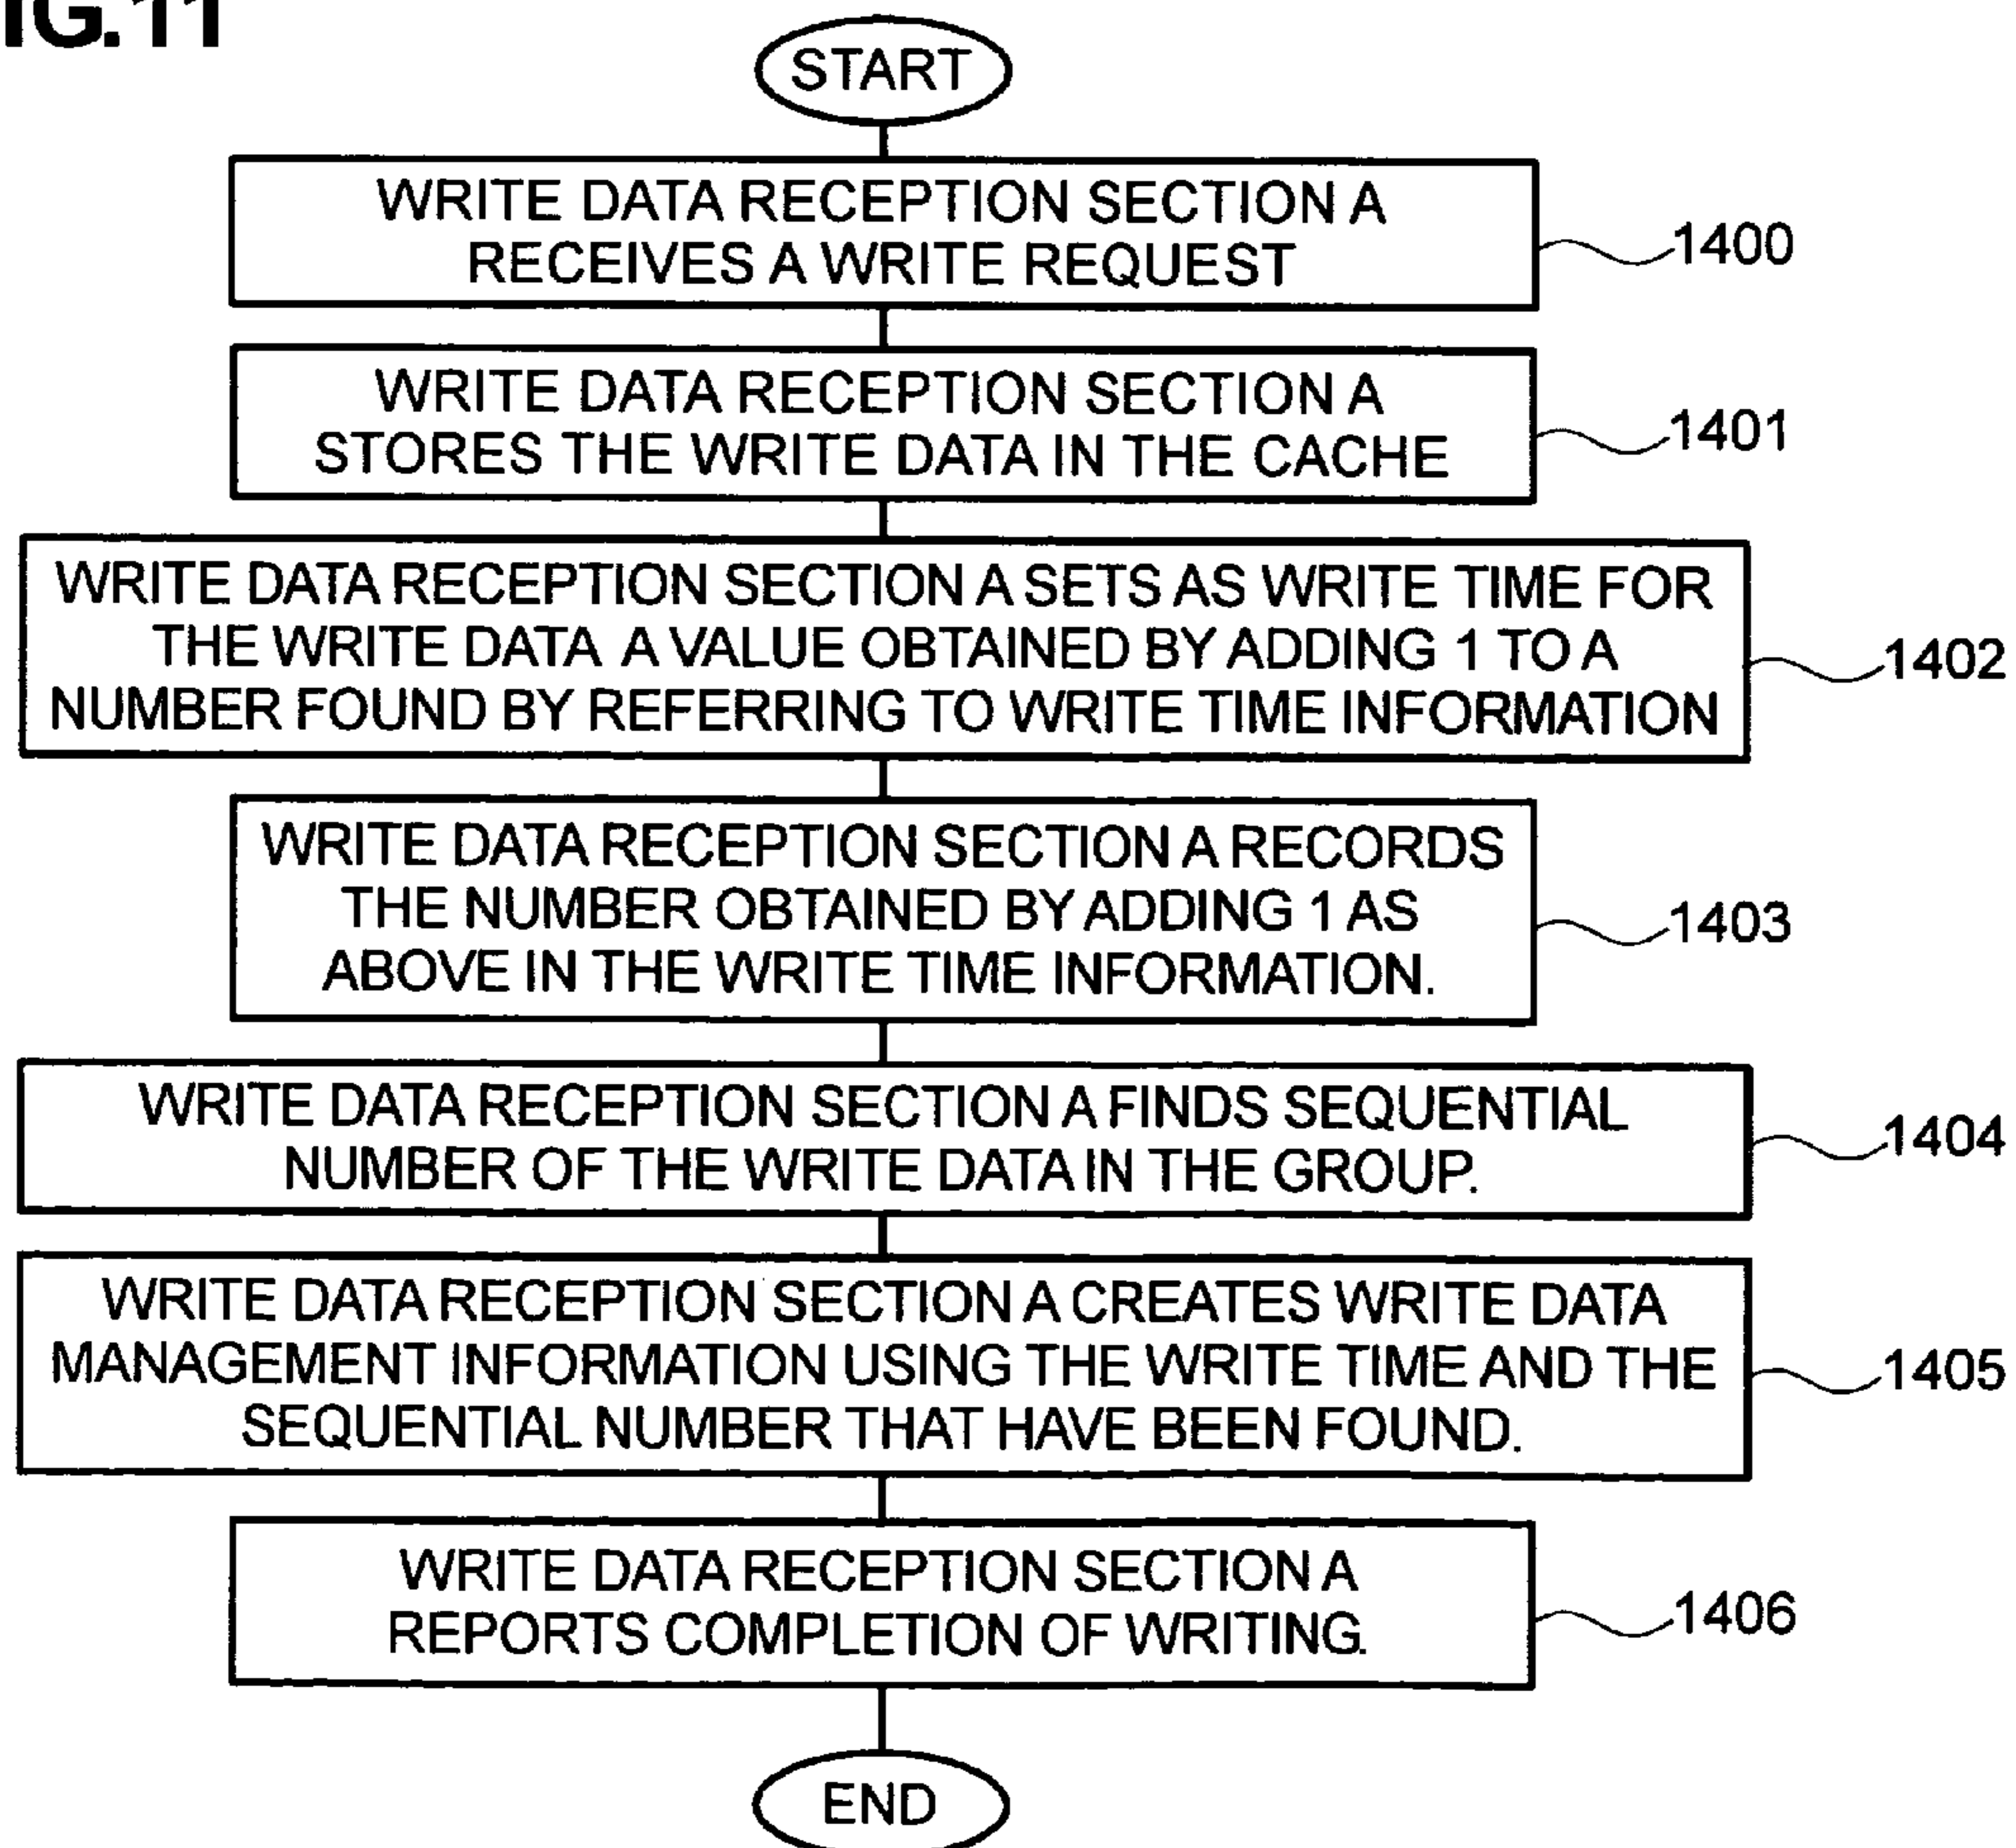 IG.11
START
WRITE DATA RECEPTION SECTION A
RECEIVES A WRITE REQUEST
1400
WRITE DATA RECEPTION SECTION A
STORES THE WRITE DATA IN THE CACHE
1401
WRITE DATA RECEPTION SECTION A SETS AS WRITE TIME FOR
THE WRITE DATA A VALUE OBTAINED BY ADDING 1 TO A
NUMBER FOUND BY REFERRING TO WRITE TIME INFORMATION
1402
WRITE DATA RECEPTION SECTION A RECORDS
THE NUMBER OBTAINED BY ADDING 1 AS
ABOVE IN THE WRITE TIME INFORMATION.
1403
WRITE DATA RECEPTION SECTION A FINDS SEQUENTIAL
NUMBER OF THE WRITE DATA IN THE GROUP.
1404
WRITE DATA RECEPTION SECTION A CREATES WRITE DATA
MANAGEMENT INFORMATION USING THE WRITE TIME AND THE
SEQUENTIAL NUMBER THAT HAVE BEEN FOUND.
1405
WRITE DATA RECEPTION SECTION A
REPORTS COMPLETION OF WRITING.
1406
END